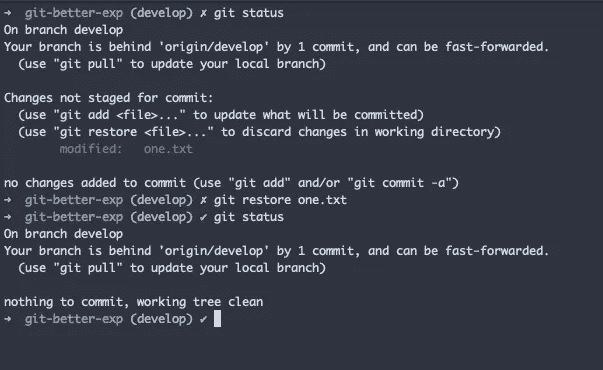 → git-better-exp (develop) ✗ git status
On branch develop
Your branch is behind 'origin/develop' by 1 commit, and can be fast-forwarded.
  (use "git pull" to update your local branch)

Changes not staged for commit:
  (use "git add <file>..." to update what will be committed)
  (use "git restore <file>..." to discard changes in working directory)
        modified:   one.txt

no changes added to commit (use "git add" and/or "git commit -a")
→ git-better-exp (develop) ✗ git restore one.txt
→ git-better-exp (develop) ✔ git status
On branch develop
Your branch is behind 'origin/develop' by 1 commit, and can be fast-forwarded.
  (use "git pull" to update your local branch)

nothing to commit, working tree clean
→ git-better-exp (develop) ✔